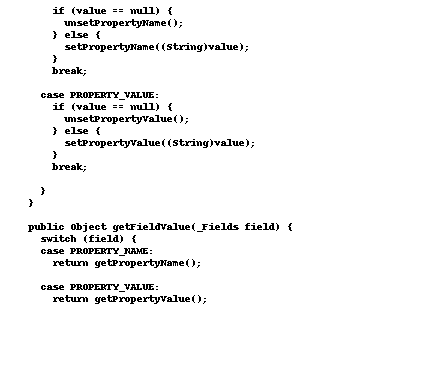 if (value == null) {
unsetPropertyName();
} else {
setPropertyName((String)value);
}
break;
case PROPERTY_VALUE:
if (value == null) {
unsetPropertyValue();
} else {
setPropertyValue((String)value);
}
break;
}
}
public Object getFieldValue(_Fields field) {
switch (field) {
case PROPERTY_NAME:
return getPropertyName();
case PROPERTY_VALUE:
return getPropertyValue();